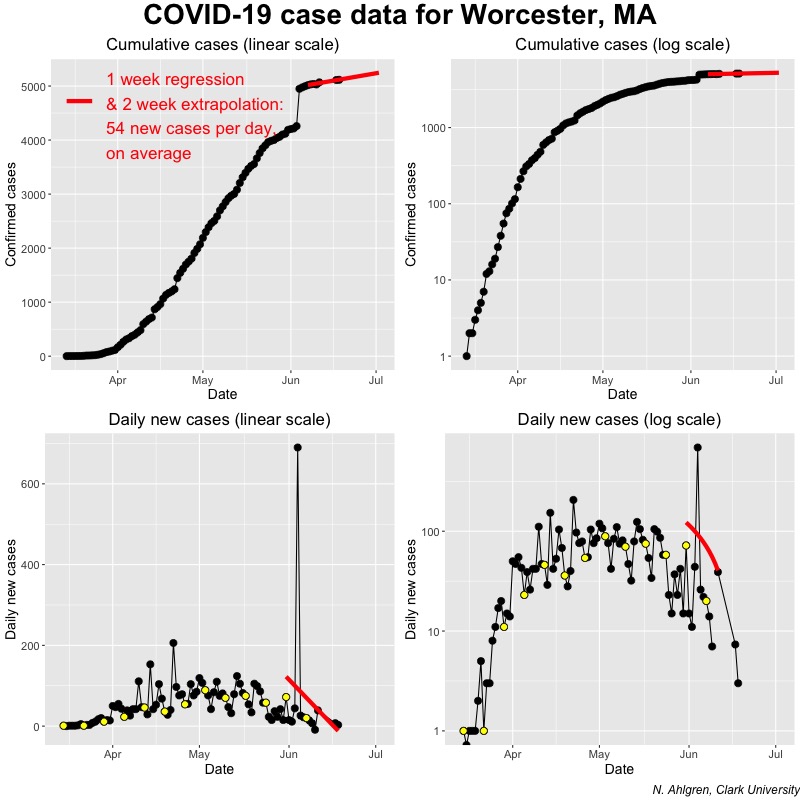 COVID-19 case data for Worcester, MA
Cumulative cases (linear scale)
Confirmed cases
5000
4000
3000
2000
1000
0
1 week regression
& 2 week extrapolation:
54 new cases per day,
on average
Apr May Jun Jul
Date
Cumulative cases (log scale)
Confirmed cases
1000
100
10
1
Apr May Jun Jul
Date
Daily new cases (linear scale)
Daily new cases
600
400
200
0
Apr May Jun Jul
Date
Daily new cases (log scale)
Daily new cases
100
10
1
Apr May Jun Jul
Date
N. Ahlgren, Clark University